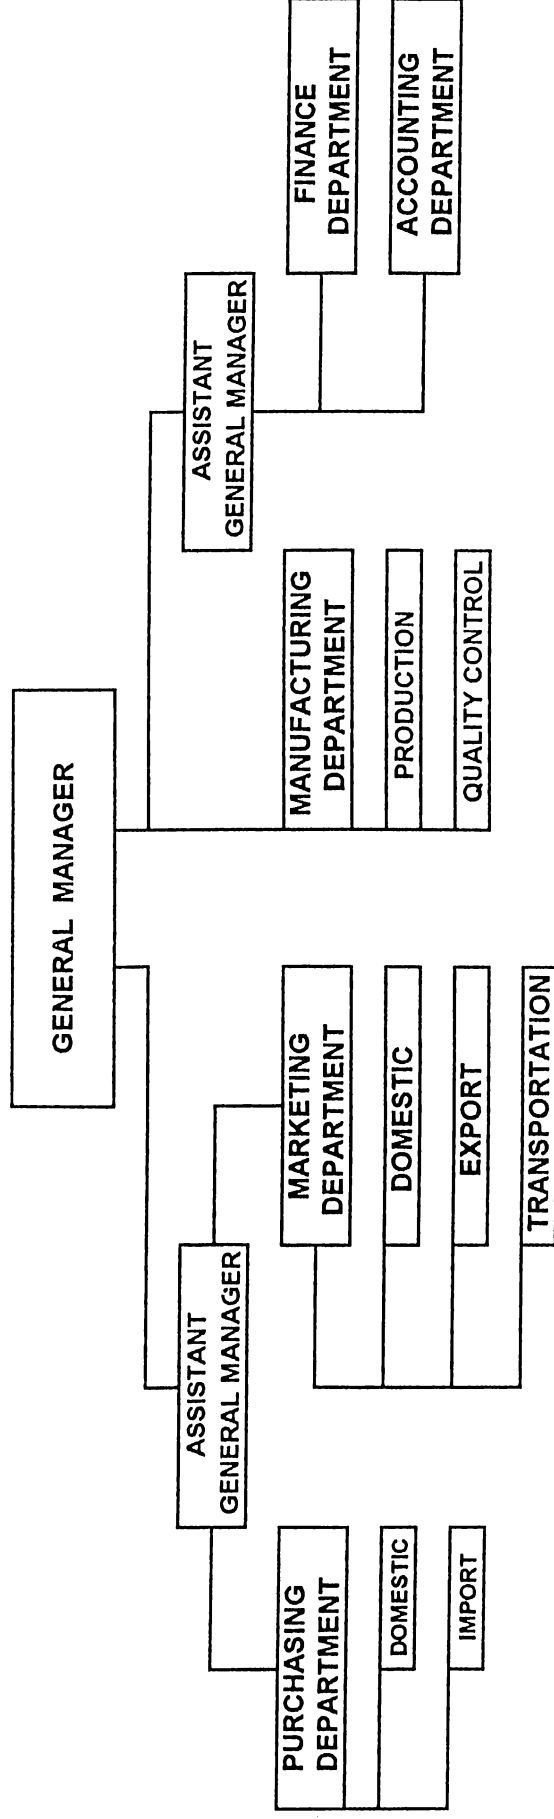 GENERAL MANAGER
ASSISTANT
GENERAL MANAGER
ASSISTANT
GENERAL MANAGER
PURCHASING
DEPARTMENT
DOMESTIC
IMPORT
MARKETING
DEPARTMENT
DOMESTIC
EXPORT
TRANSPORTATION
MANUFACTURING
DEPARTMENT
PRODUCTION
QUALITY CONTROL
FINANCE
DEPARTMENT
ACCOUNTING
DEPARTMENT